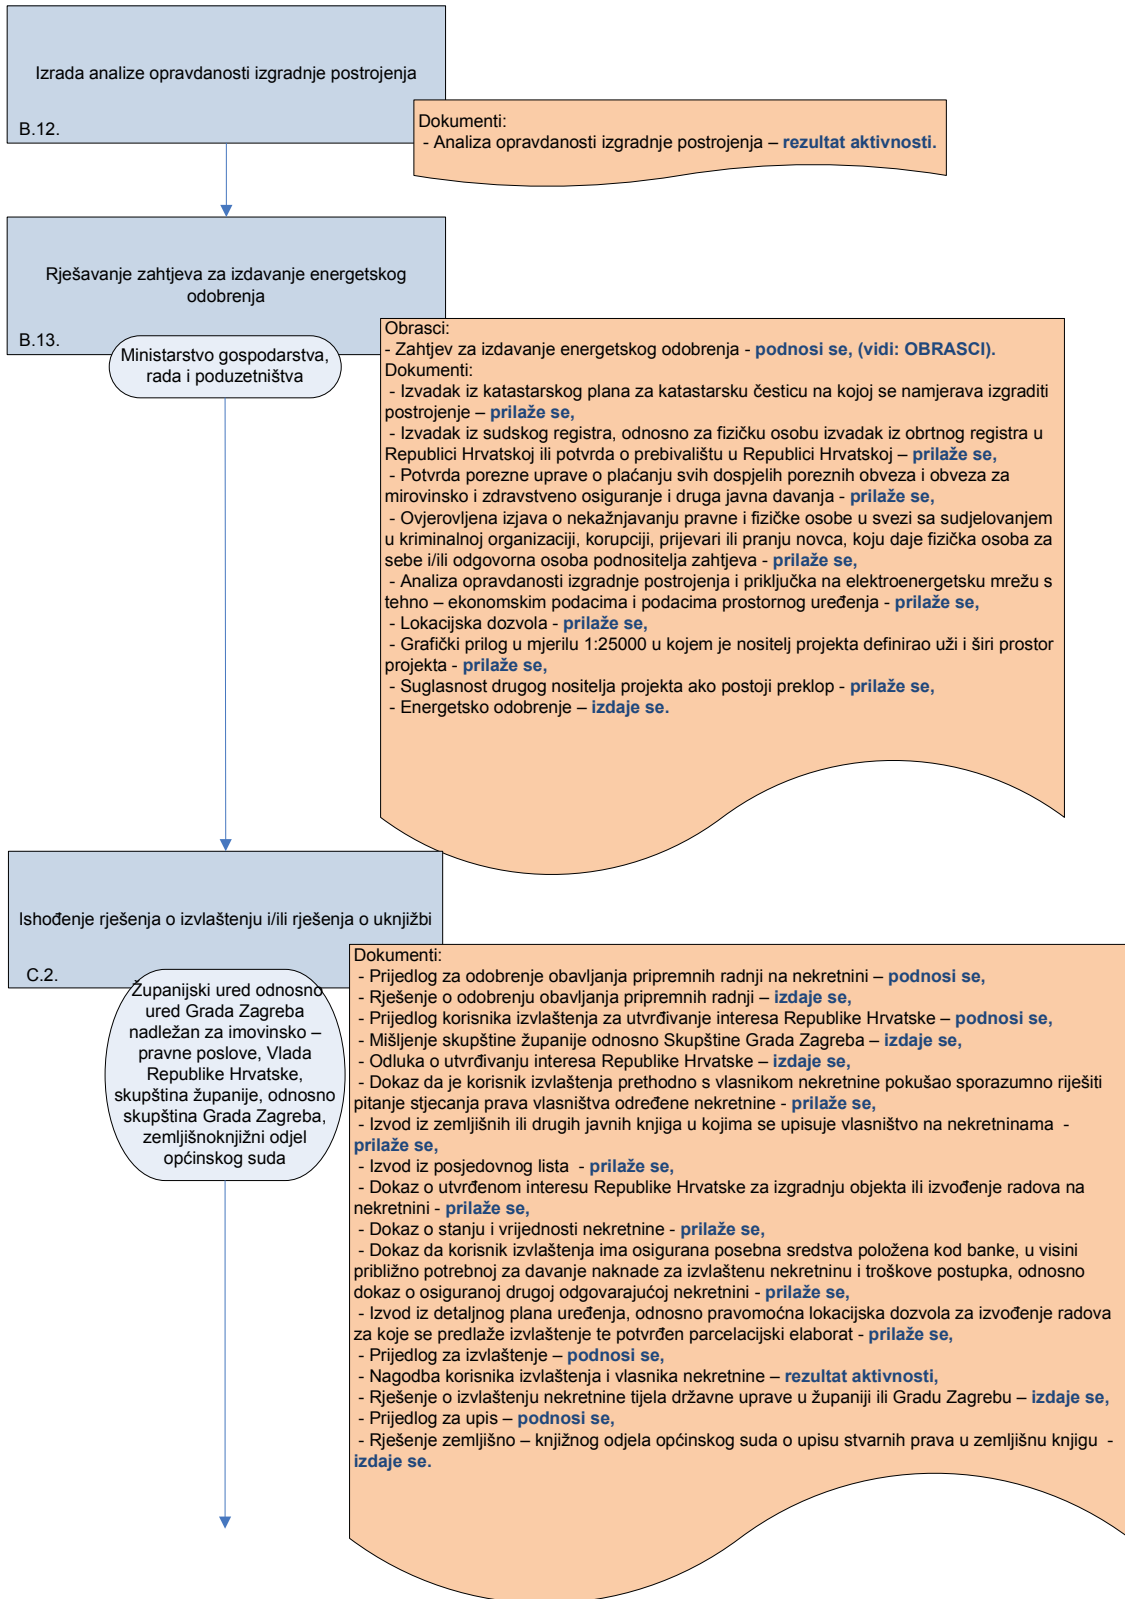 Izrada analize opravdanosti izgradnje postrojenja
B.12.
Dokumenti:
- Analiza opravdanosti izgradnje postrojenja – rezultat aktivnosti.
Rješavanje zahtjeva za izdavanje energetskog
odobrenja
B.13.
Ministarstvo gospodarstva,
rada i poduzetništva
Obrasci:
- Zahtjev za izdavanje energetskog odobrenja - podnosi se, (vidi: OBRASCI).
Dokumenti:
- Izvadak iz katastarskog plana za katastarsku česticu na kojoj se namjerava izgraditi
postrojenje – prilaže se,
- Izvadak iz sudskog registra, odnosno za fizičku osobu izvadak iz obrtnog registra u
Republici Hrvatskoj ili potvrda o prebivalištu u Republici Hrvatskoj – prilaže se,
- Potvrda porezne uprave o plaćanju svih dospjelih poreznih obveza i obveza za
mirovinsko i zdravstveno osiguranje i druga javna davanja - prilaže se,
- Ovjerovljena izjava o nekažnjavanju pravne i fizičke osobe u svezi sa sudjelovanjem
u kriminalnoj organizaciji, korupciji, prijevari ili pranju novca, koju daje fizička osoba za
sebe i/ili odgovorna osoba podnositelja zahtjeva - prilaže se,
- Analiza opravdanosti izgradnje postrojenja i priključka na elektroenergetsku mrežu s
tehno – ekonomskim podacima i podacima prostornog uređenja - prilaže se,
- Lokacijska dozvola - prilaže se,
- Grafički prilog u mjerilu 1:25000 u kojem je nositelj projekta definirao uži i širi prostor
projekta - prilaže se,
- Suglasnost drugog nositelja projekta ako postoji preklop - prilaže se,
- Energetsko odobrenje – izdaje se.
Ishođenje rješenja o izvlaštenju i/ili rješenja o uknjižbi
C.2.
Županijski ured odnosno
ured Grada Zagreba
nadležan za imovinsko –
pravne poslove, Vlada
Republike Hrvatske,
skupština županije, odnosno
skupština Grada Zagreba,
zemljišnoknjižni odjel
općinskog suda
Dokumenti:
- Prijedlog za odobrenje obavljanja pripremnih radnji na nekretnini – podnosi se,
- Rješenje o odobrenju obavljanja pripremnih radnji – izdaje se,
- Prijedlog korisnika izvlaštenja za utvrđivanje interesa Republike Hrvatske – podnosi se,
- Mišljenje skupštine županije odnosno Skupštine Grada Zagreba – izdaje se,
- Odluka o utvrđivanju interesa Republike Hrvatske – izdaje se,
- Dokaz da je korisnik izvlaštenja prethodno s vlasnikom nekretnine pokušao sporazumno riješiti
pitanje stjecanja prava vlasništva određene nekretnine - prilaže se,
- Izvod iz zemljišnih ili drugih javnih knjiga u kojima se upisuje vlasništvo na nekretninama -
prilaže se,
- Izvod iz posjedovnog lista - prilaže se,
- Dokaz o utvrđenom interesu Republike Hrvatske za izgradnju objekta ili izvođenje radova na
nekretnini - prilaže se,
- Dokaz o stanju i vrijednosti nekretnine - prilaže se,
- Dokaz da korisnik izvlaštenja ima osigurana posebna sredstva položena kod banke, u visini
približno potrebnoj za davanje naknade za izvlaštenu nekretninu i troškove postupka, odnosno
dokaz o osiguranoj drugoj odgovarajućoj nekretnini - prilaže se,
- Izvod iz detaljnog plana uređenja, odnosno pravomoćna lokacijska dozvola za izvođenje radova
za koje se predlaže izvlaštenje te potvrđen parcelacijski elaborat - prilaže se,
- Prijedlog za izvlaštenje – podnosi se,
- Nagodba korisnika izvlaštenja i vlasnika nekretnine – rezultat aktivnosti,
- Rješenje o izvlaštenju nekretnine tijela državne uprave u županiji ili Gradu Zagrebu – izdaje se,
- Prijedlog za upis – podnosi se,
- Rješenje zemljišno – knjižnog odjela općinskog suda o upisu stvarnih prava u zemljišnu knjigu -
izdaje se.